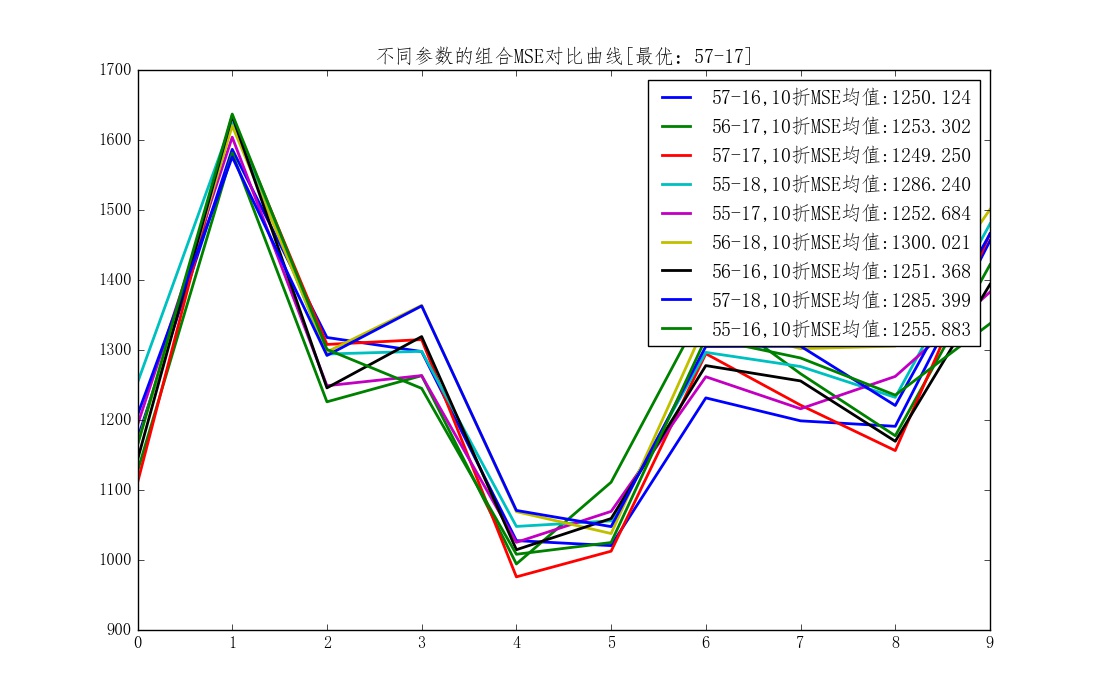 不同参数的组合MSE对比曲线[最优：57-17]
1700
1600
1500
1400
1300
1200
1100
1000
900
57-16,10折MSE均值:1250.124
56-17,10折MSE均值:1253.302
57-17,10折MSE均值:1249.250
55-18,10折MSE均值:1286.240
55-17,10折MSE均值:1252.684
56-18,10折MSE均值:1300.021
56-16,10折MSE均值:1251.368
57-18,10折MSE均值:1285.399
55-16,10折MSE均值:1255.883
0 1 2 3 4 5 6 7 8 9